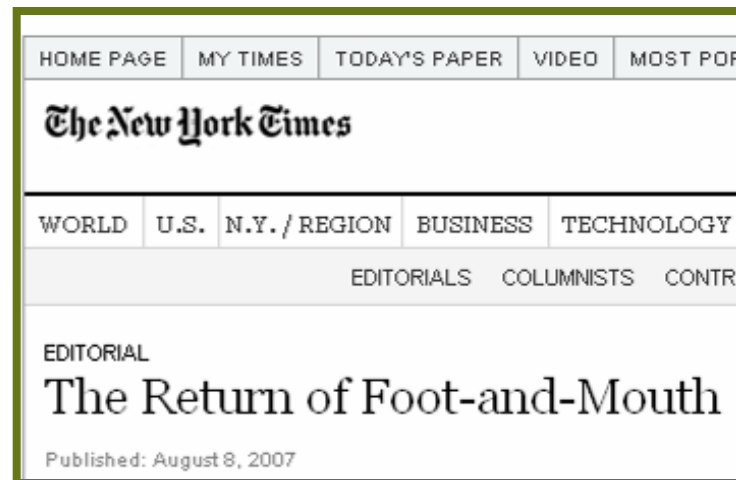 HOME PAGE MY TIMES TODAY'S PAPER VIDEO MOST
The New York Times
WORLD U.S. N.Y. / REGION BUSINESS TECHNOLOGY
EDITORIALS COLUMNISTS
EDITORIAL
The Return of Foot-and-Mouth
Published: August 8, 2007